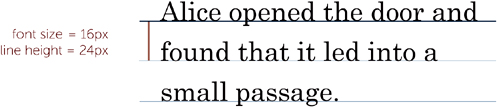 Alice opened the door and
font size = 16px
line height = 24px
found that it led into a
small passage.